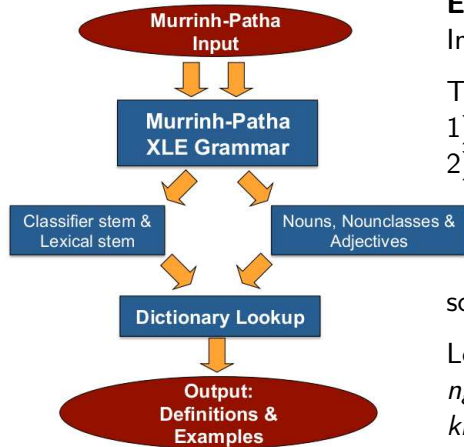 Murrinh-Patha
Input
Murrinh-Patha
XLE Grammar
Classifier stem &
Lexical stem
Nouns, Nounclasses &
Adjectives
Dictionary Lookup
Output:
Definitions &
Examples